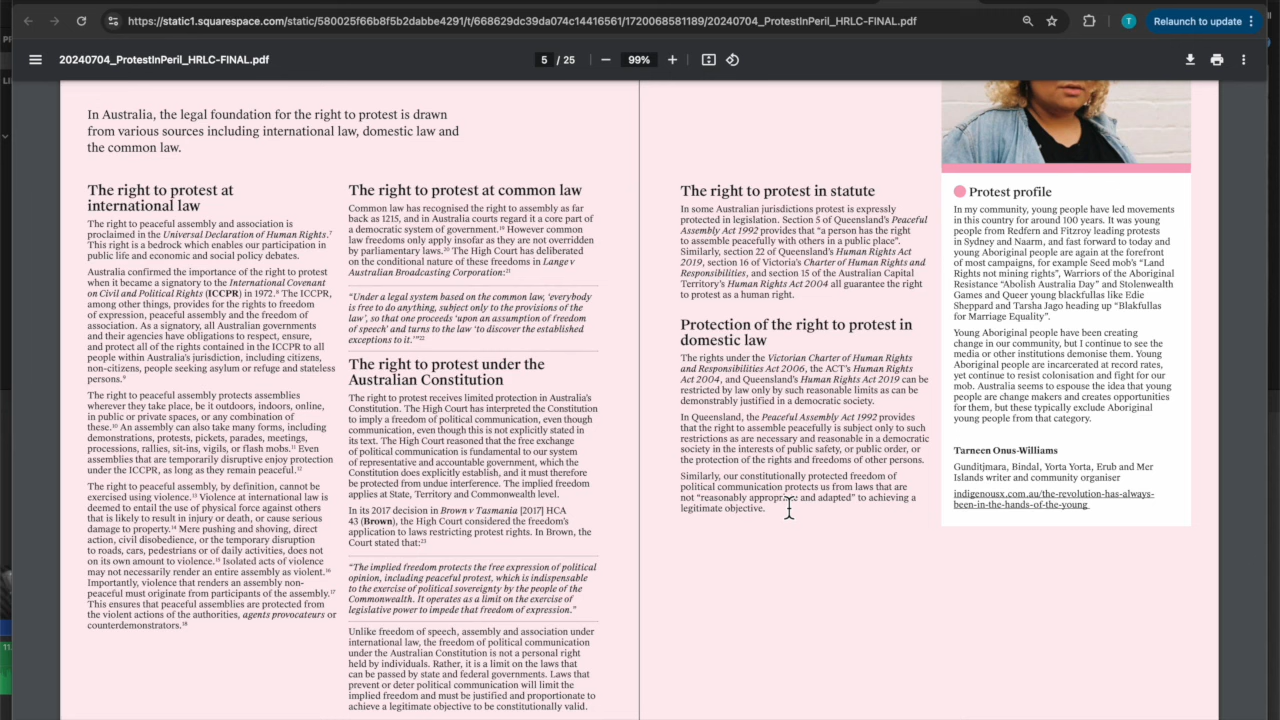 https://static1.squarespace.com/static/580025f66b8f5b2dabbe4291/t/668629dc39da074c14416561/1720068581189/20240704_ProtestInPeril_HRLC-FINAL.pdf
T
Relaunch to update
20240704_ProtestInPeril_HRLC-FINAL.pdf
5 / 25
99%
In Australia, the legal foundation for the right to protest is drawn
from various sources including international law, domestic law and
the common law.
The right to protest at
international law
The right to peaceful assembly and association is
proclaimed in the Universal Declaration of Human Rights.7
This right is a bedrock which enables our participation in
public life and economic and social policy debates.
Australia confirmed the importance of the right to protest
when it became a signatory to the International Covenant
on Civil and Political Rights (ICCPR) in 1972.8 The ICCPR,
among other things, provides for the rights to freedom
of expression, peaceful assembly and the freedom of
association. As a signatory, all Australian governments
and their agencies have obligations to respect, ensure,
and protect all of the rights contained in the ICCPR to all
people within Australia's jurisdiction, including citizens,
non-citizens, people seeking asylum or refuge and stateless
persons.9
The right to peaceful assembly protects assemblies
wherever they take place, be it outdoors, indoors, online,
in public or private spaces, or any combination of
these.10 An assembly can also take many forms, including
demonstrations, protests, pickets, parades, meetings,
processions, rallies, sit-ins, vigils, or flash mobs.11 Even
assemblies that are temporarily disruptive enjoy protection
under the ICCPR, as long as they remain peaceful.12
The right to peaceful assembly, by definition, cannot be
exercised using violence.13 Violence at international law is
deemed to entail the use of physical force against others
that is likely to result in injury or death, or cause serious
damage to property.14 Mere pushing and shoving, direct
action, civil disobedience, or the temporary disruption
to roads, cars, pedestrians or of daily activities, does not
on its own amount to violence.15 Isolated acts of violence
may not necessarily render an entire assembly as violent.16
Importantly, violence that renders an assembly non-
peaceful must originate from participants of the assembly.17
This ensures that peaceful assemblies are protected from
the violent actions of the authorities, agents provocateurs or
counterdemonstrators.18
The right to protest at common law
Common law has recognised the right to assembly as far
back as 1215, and in Australia courts regard it a core part of
a democratic system of government.19 However common
law freedoms only apply insofar as they are not overridden
by parliamentary laws.20 The High Court has deliberated
on the conditional nature of these freedoms in Lange v
Australian Broadcasting Corporation:21
“Under a legal system based on the common law, ‘everybody
is free to do anything, subject only to the provisions of the
law’, so that one proceeds ‘upon an assumption of freedom
of speech’ and turns to the law ‘to discover the established
exceptions to it.’”22
The right to protest under the
Australian Constitution
The right to protest receives limited protection in Australia's
Constitution. The High Court has interpreted the Constitution
to imply a freedom of political communication, even though
communication, even though this is not explicitly stated in
its text. The High Court reasoned that the free exchange
of political communication is fundamental to our system
of representative and accountable government, which the
Constitution does explicitly establish, and it must therefore
be protected from undue interference. The implied freedom
applies at State, Territory and Commonwealth level.
In its 2017 decision in Brown v Tasmania [2017] HCA
43 (Brown), the High Court considered the freedom's
application to laws restricting protest rights. In Brown, the
Court stated that:23
“The implied freedom protects the free expression of political
opinion, including peaceful protest, which is indispensable
to the exercise of political sovereignty by the people of the
Commonwealth. It operates as a limit on the exercise of
legislative power to impede that freedom of expression.”
Unlike freedom of speech, assembly and association under
international law, the freedom of political communication
under the Australian Constitution is not a personal right
held by individuals. Rather, it is a limit on the laws that
can be passed by state and federal governments. Laws that
prevent or deter political communication will limit the
implied freedom and must be justified and proportionate to
achieve a legitimate objective to be constitutionally valid.
The right to protest in statute
In some Australian jurisdictions protest is expressly
protected in legislation. Section 5 of Queensland's Peaceful
Assembly Act 1992 provides that “a person has the right
to assemble peacefully with others in a public place”.
Similarly, section 22 of Queensland's Human Rights Act
2019, section 16 of Victoria's Charter of Human Rights and
Responsibilities, and section 15 of the Australian Capital
Territory's Human Rights Act 2004 all guarantee the right
to protest as a human right.
Protection of the right to protest in
domestic law
The rights under the Victorian Charter of Human Rights
and Responsibilities Act 2006, the ACT's Human Rights
Act 2004, and Queensland's Human Rights Act 2019 can be
restricted by law only by such reasonable limits as can be
demonstrably justified in a democratic society.
In Queensland, the Peaceful Assembly Act 1992 provides
that the right to assemble peacefully is subject only to such
restrictions as are necessary and reasonable in a democratic
society in the interests of public safety, or public order, or
the protection of the rights and freedoms of other persons.
Similarly, our constitutionally protected freedom of
political communication protects us from laws that are
not “reasonably appropriate and adapted” to achieving a
legitimate objective.
Protest profile
In my community, young people have led movements
in this country for around 100 years. It was young
people from Redfern and Fitzroy leading protests
in Sydney and Naarm, and fast forward to today and
young Aboriginal people are again at the forefront
of most campaigns, for example Seed mob's “Land
Rights not mining rights”, Warriors of the Aboriginal
Resistance “Abolish Australia Day” and Stolenwealth
Games and Queer young blackfullas like Edie
Sheppard and Tarsha Jago heading up “Blakfullas
for Marriage Equality”.
Young Aboriginal people have been creating
change in our community, but I continue to see the
media or other institutions demonise them. Young
Aboriginal people are incarcerated at record rates,
yet continue to resist colonisation and fight for our
mob. Australia seems to espouse the idea that young
people are change makers and creates opportunities
for them, but these typically exclude Aboriginal
young people from that category.
Tarneen Onus-Williams
Gunditjmara, Bindal, Yorta Yorta, Erub and Mer
Islands writer and community organiser
indigenousx.com.au/the-revolution-has-always-
been-in-the-hands-of-the-young